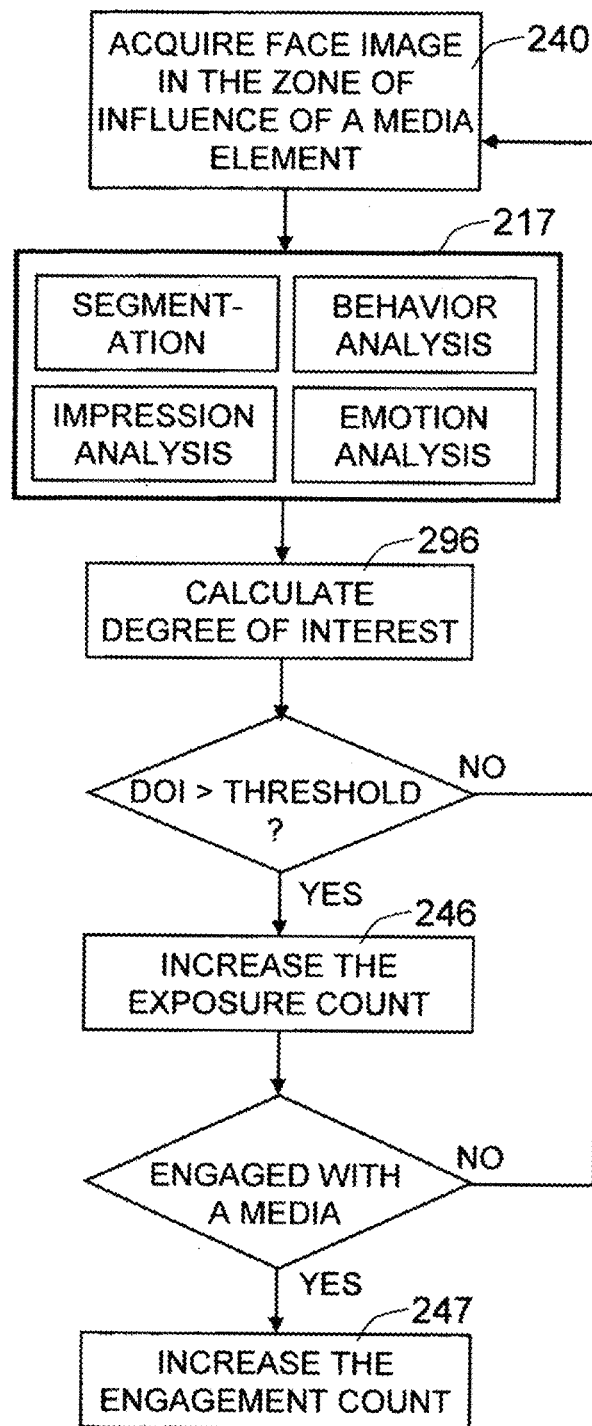 ACQUIRE FACE IMAGE
IN THE ZONE OF
INFLUENCE OF A MEDIA
ELEMENT
240
217
SEGMENT-
ATION
BEHAVIOR
ANALYSIS
IMPRESSION
ANALYSIS
EMOTION
ANALYSIS
296
CALCULATE
DEGREE OF INTEREST
DOI > THRESHOLD
?
NO
YES
246
INCREASE THE
EXPOSURE COUNT
ENGAGED WITH
A MEDIA
NO
YES
247
INCREASE THE
ENGAGEMENT COUNT